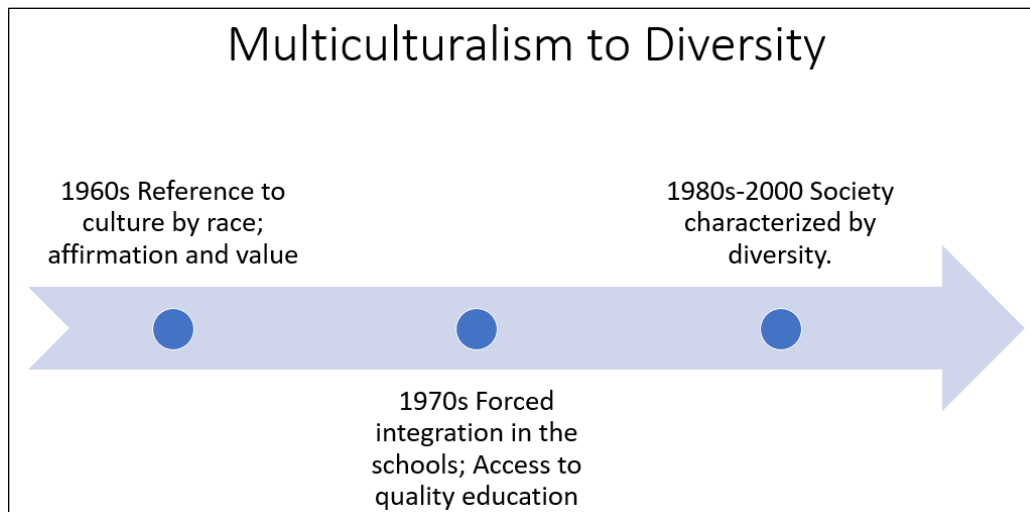 Multiculturalism to Diversity
1960s Reference to
culture by race;
affirmation and value
1970s Forced
integration in the
schools; Access to
quality education
1980s-2000 Society
characterized by
diversity.